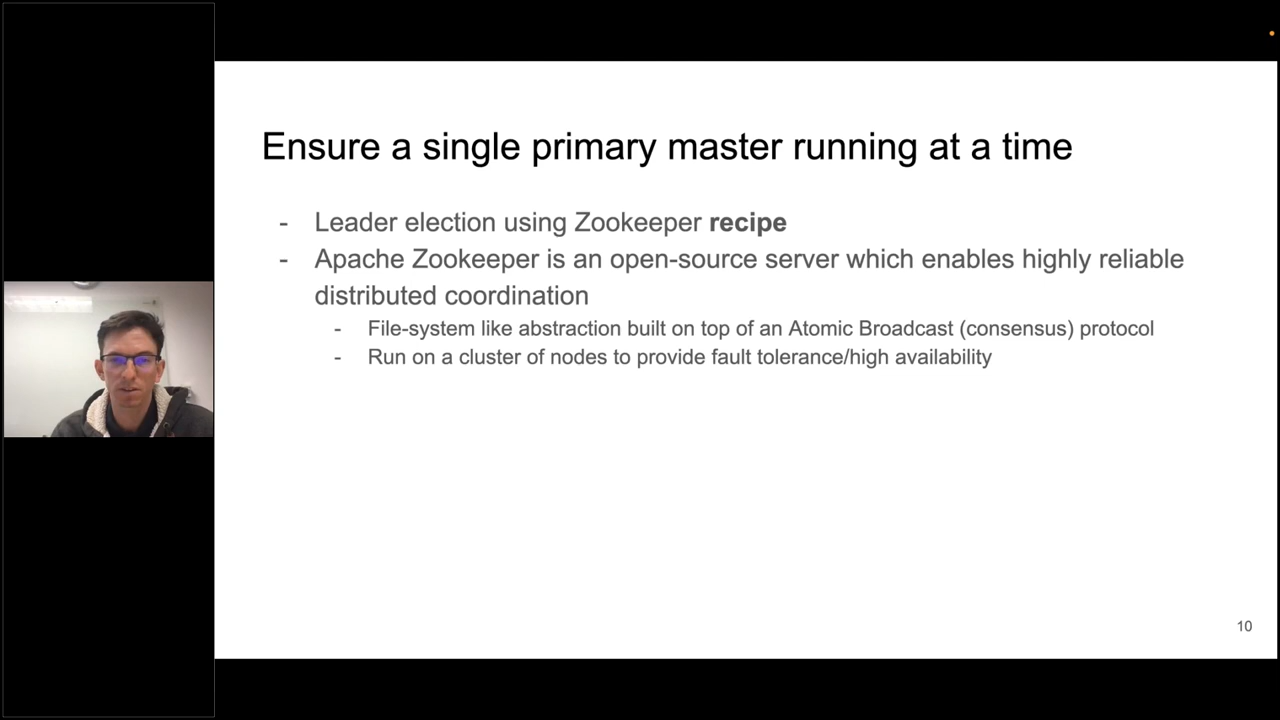 Ensure a single primary master running at a time
- Leader election using Zookeeper recipe
- Apache Zookeeper is an open-source server which enables highly reliable
distributed coordination
- File-system like abstraction built on top of an Atomic Broadcast (consensus) protocol
- Run on a cluster of nodes to provide fault tolerance/high availability
10